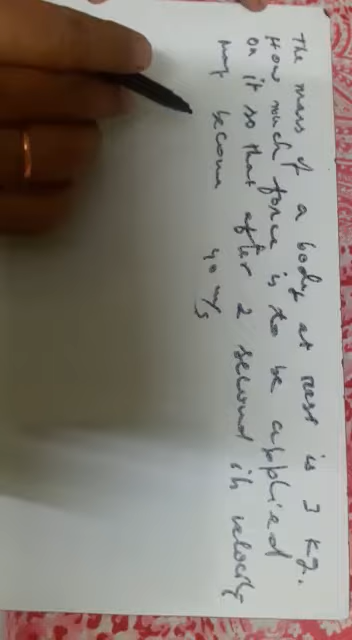 The mass of a body at rest is 3 kg.
How much force is to be applied
on it so that after 2 second its velocity
may become 40 m/s